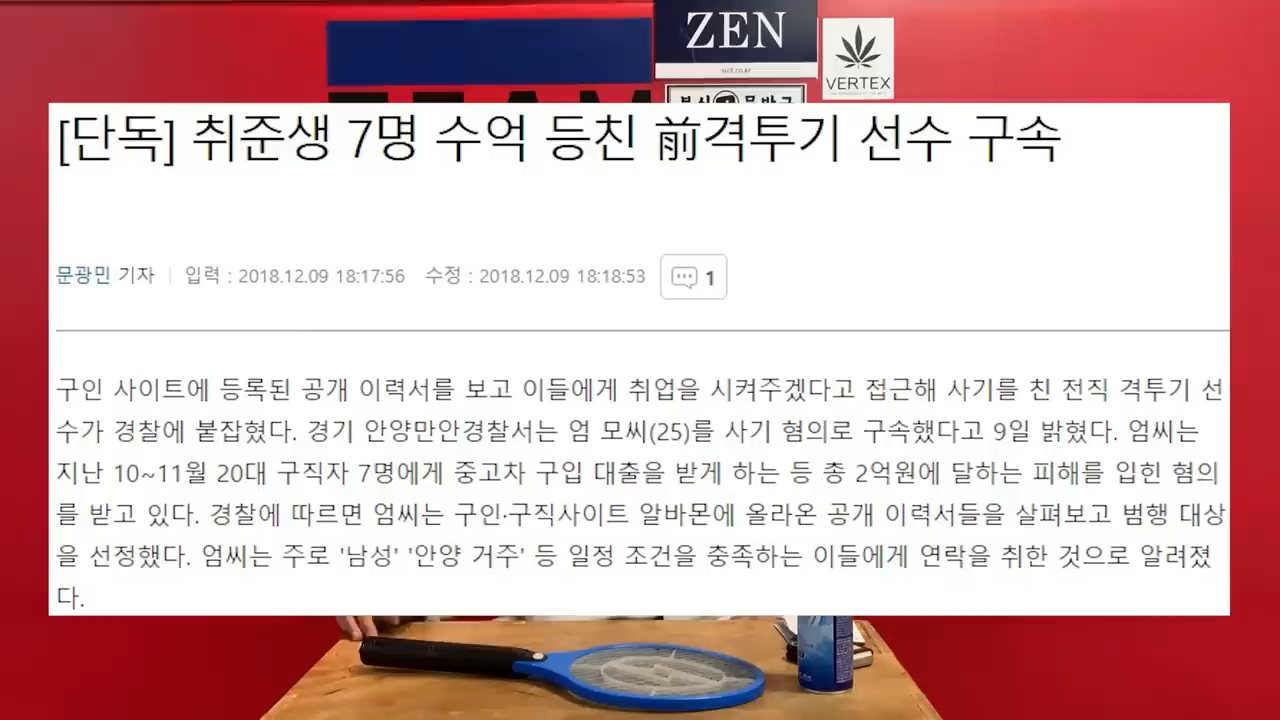 ZEN
VERTEX
[단독] 취준생 7명 수억 등친 前격투기 선수 구속
문광민 기자 | 입력 : 2018.12.09 18:17:56 수정 : 2018.12.09 18:18:53 1
구인 사이트에 등록된 공개 이력서를 보고 이들에게 취업을 시켜주겠다고 접근해 사기를 친 전직 격투기 선
수가 경찰에 붙잡혔다. 경기 안양만안경찰서는 엄 모씨(25)를 사기 혐의로 구속했다고 9일 밝혔다. 엄씨는
지난 10~11월 20대 구직자 7명에게 중고차 구입 대출을 받게 하는 등 총 2억원에 달하는 피해를 입힌 혐의
를 받고 있다. 경찰에 따르면 엄씨는 구인·구직사이트 알바몬에 올라온 공개 이력서들을 살펴보고 범행 대상
을 선정했다. 엄씨는 주로 '남성' '안양 거주' 등 일정 조건을 충족하는 이들에게 연락을 취한 것으로 알려졌
다.